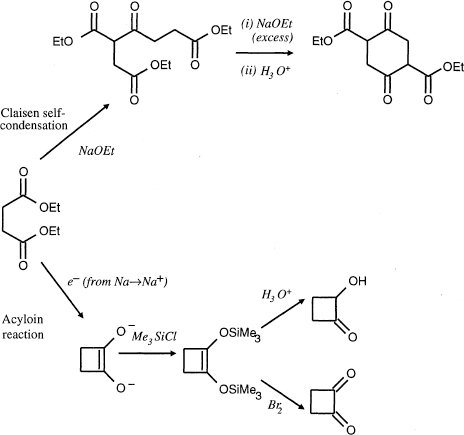 O
EtO
O
O
OEt
O
OEt
(i) NaOEt
(excess)
(ii) H3O+
O
EtO
O
O
OEt
O
Claisen self-
condensation
NaOEt
O
OEt
OEt
O
e− (from Na→Na+)
Acyloin
reaction
O−
O−
Me3SiCl
OSiMe3
OSiMe3
H3O+
Br2
OH
O
O
O